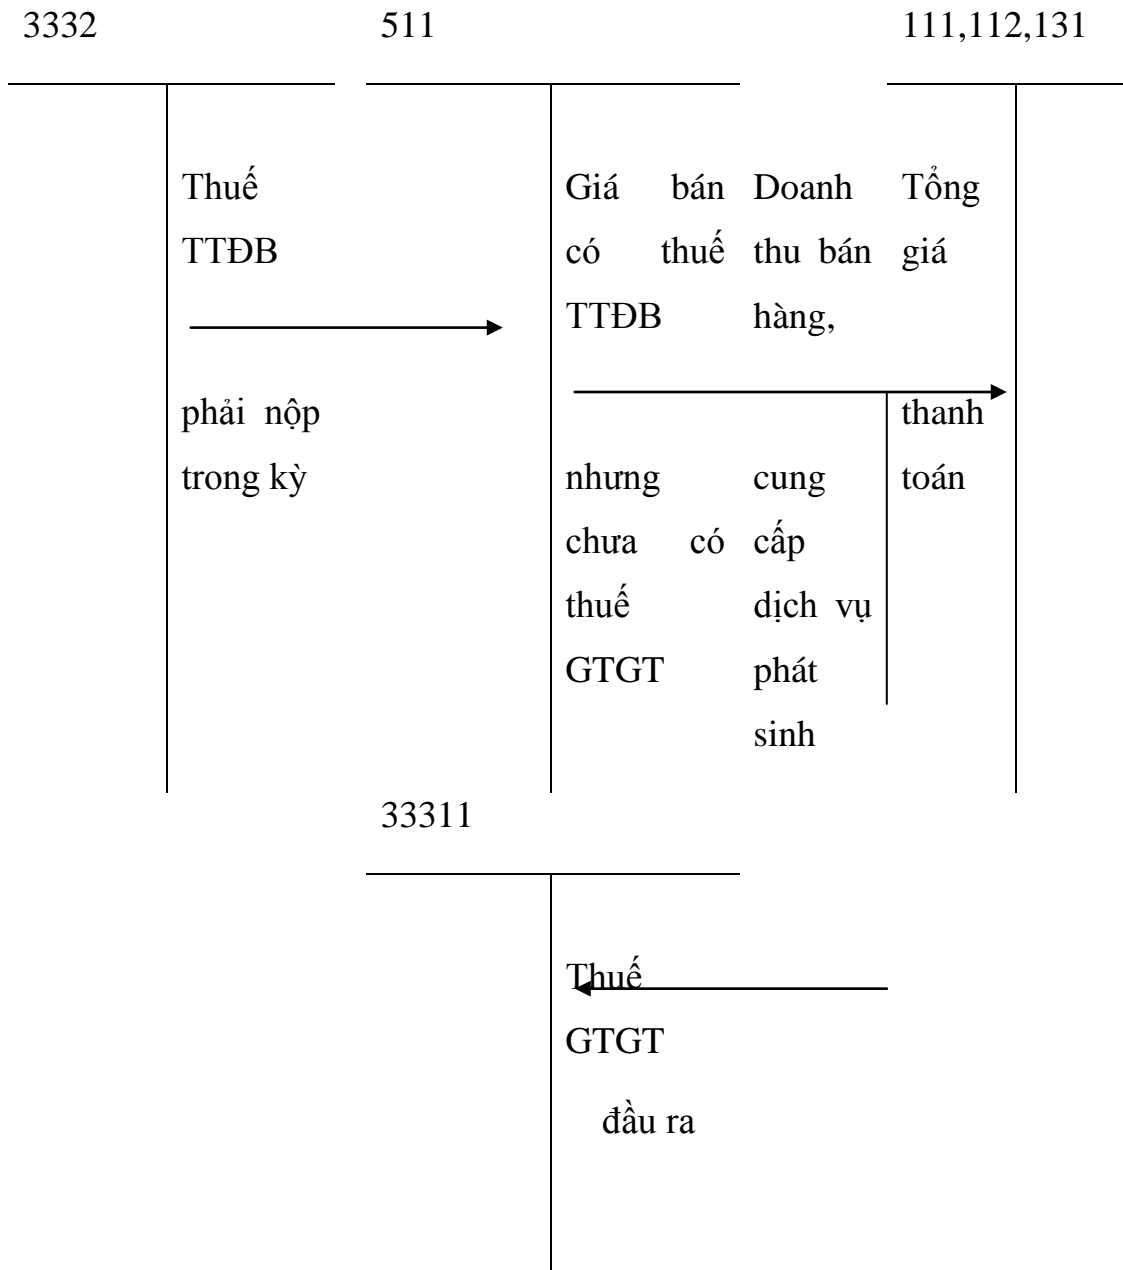 3332
511
111,112,131
Thuế
TTĐB
phải nộp
trong kỳ
Giá bán
có thuế
TTĐB
nhưng
chưa có
thuế
GTGT
Doanh
thu bán
hàng,
cung
cấp
dịch vụ
phát
sinh
Tổng
giá
thanh
toán
33311
Thuế
GTGT
đầu ra